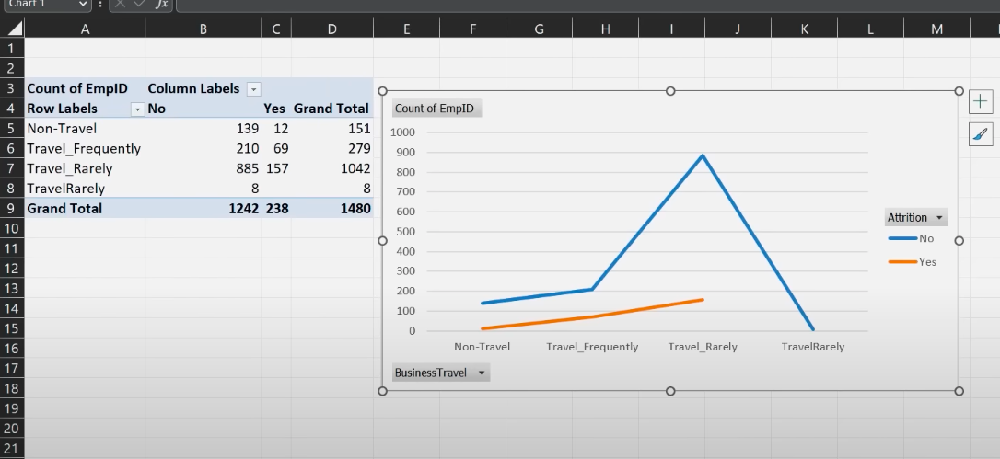 Chart 1 fx
A B C D E F G H I J K L M
1
2
3 Count of EmpID Column Labels
4 Row Labels No Yes Grand Total
5 Non-Travel 139 12 151
6 Travel_Frequently 210 69 279
7 Travel_Rarely 885 157 1042
8 TravelRarely 8 8
9 Grand Total 1242 238 1480
10
11
12
13
14
15
16
17
18
19
20
21
Count of EmpID
1000
900
800
700
600
500
400
300
200
100
0
Non-Travel Travel_Frequently Travel_Rarely TravelRarely
BusinessTravel
Attrition
No
Yes